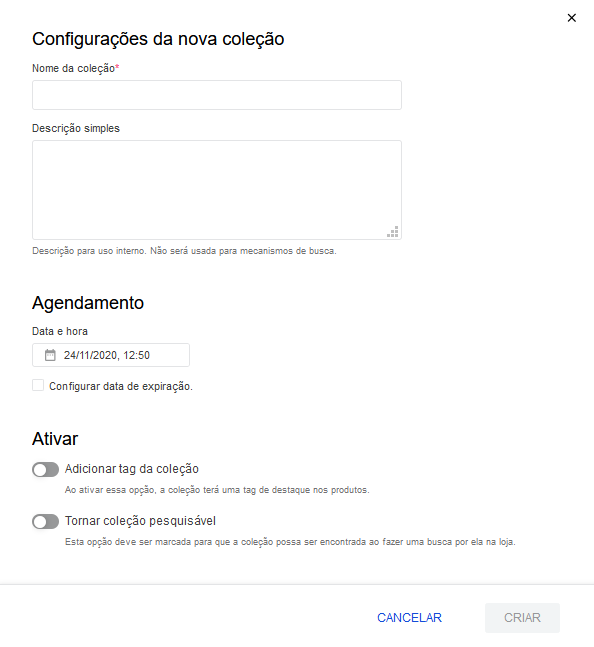 Configurações da nova coleção
Nome da coleção*
Descrição simples
Descrição para uso interno. Não será usada para mecanismos de busca.
Agendamento
Data e hora
24/11/2020, 12:50
Configurar data de expiração.
Ativar
Adicionar tag da coleção
Ao ativar essa opção, a coleção terá uma tag de destaque nos produtos.
Tornar coleção pesquisável
Esta opção deve ser marcada para que a coleção possa ser encontrada ao fazer uma busca por ela na loja.
CANCELAR CRIAR